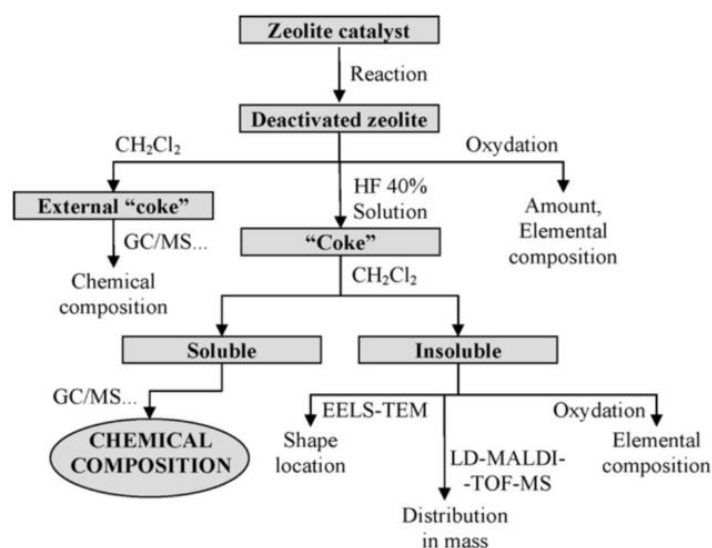 Zeolite catalyst
Reaction
Deactivated zeolite
CH₂Cl₂
Oxydation
External “coke”
HF 40%
Solution
Amount,
Elemental
composition
GC/MS...
“Coke”
Chemical
composition
CH₂Cl₂
Soluble
Insoluble
GC/MS...
EELS-TEM
Oxydation
CHEMICAL
COMPOSITION
Shape
location
LD-MALDI-
-TOF-MS
Elemental
composition
Distribution
in mass